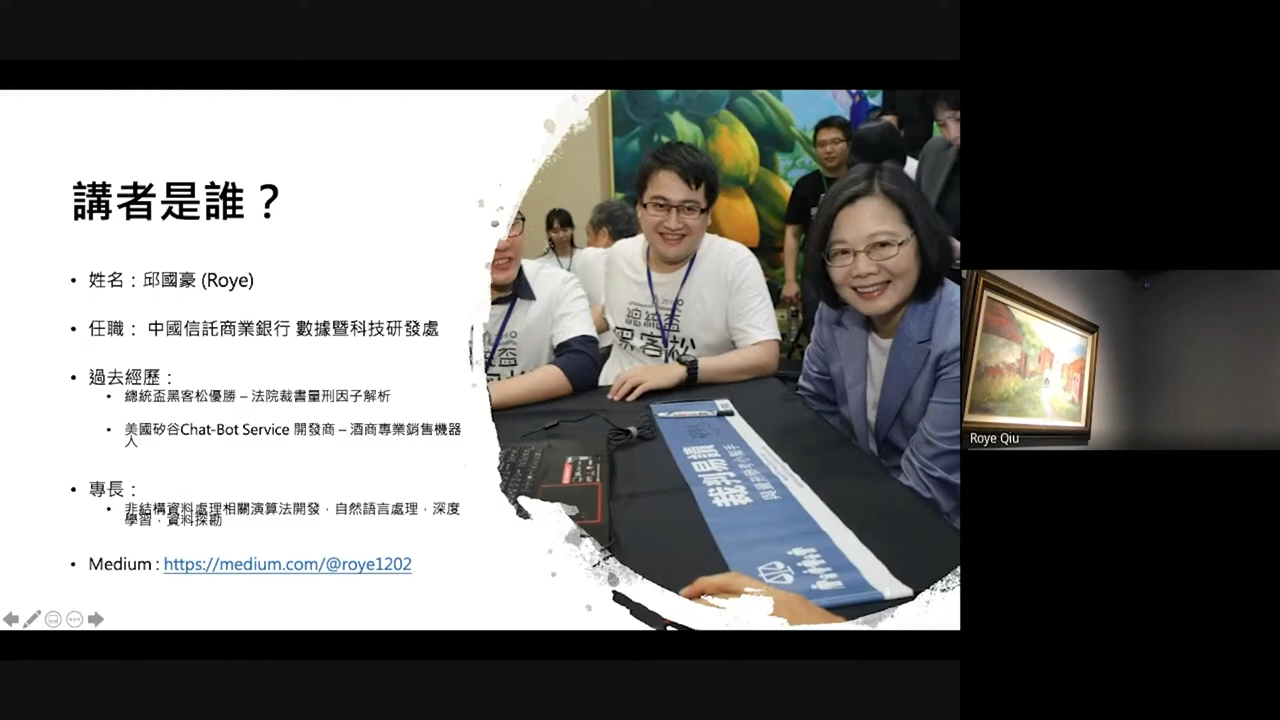 講者是誰？
• 姓名：邱國豪 (Roye)
• 任職： 中國信託商業銀行 數據暨科技研發處
• 過去經歷：
• 總統盃黑客松優勝 – 法院裁書量刑因子解析
• 美國矽谷Chat-Bot Service 開發商 – 酒商專業銷售機器
人
• 專長：
• 非結構資料處理相關演算法開發，自然語言處理，深度
學習，資料探勘
• Medium : https://medium.com/@roye1202
總統盃
黑客松
裁判易讀
Roye Qiu